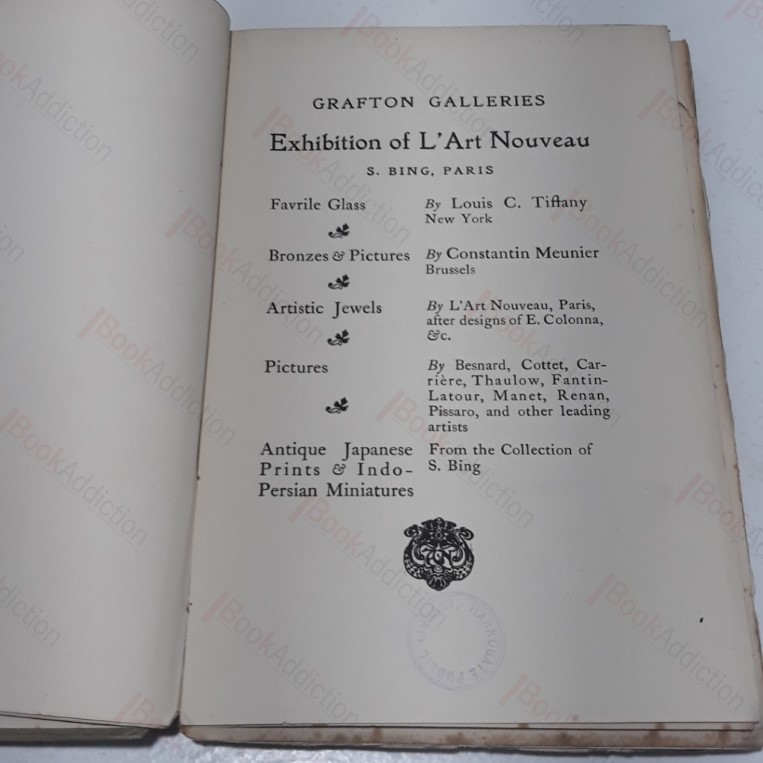 GRAFTON GALLERIES
Exhibition of L'Art Nouveau
S. BING, PARIS
Favrile Glass By Louis C. Tiffany
New York
Bronzes & Pictures By Constantin Meunier
Brussels
Artistic Jewels By L'Art Nouveau, Paris,
after designs of E. Colonna,
&c.
Pictures By Besnard, Cottet, Car-
rière, Thaulow, Fantin-
Latour, Manet, Renan,
Pissaro, and other leading
artists
Antique Japanese From the Collection of
Prints & Indo- S. Bing
Persian Miniatures
HARROGATE PUBLIC
BookAddiction